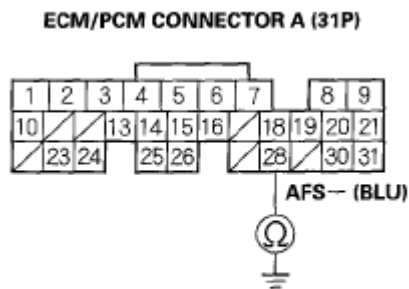 ECM/PCM CONNECTOR A (31P)
1 2 3 4 5 6 7 8 9
10 13 14 15 16 18 19 20 21
23 24 25 26 28 30 31
AFS− (BLU)
Ω